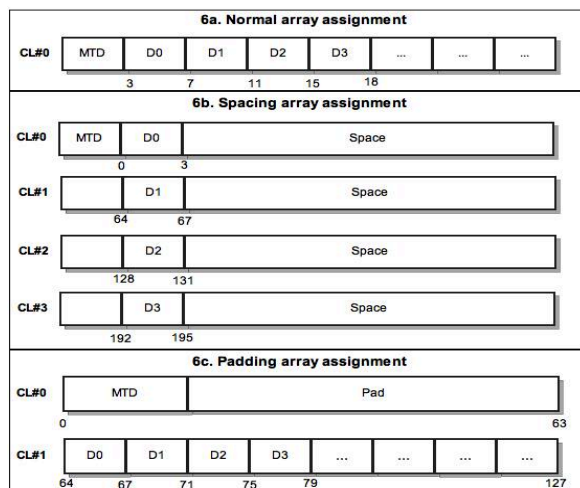 6a. Normal array assignment
CL#0 MTD D0 D1 D2 D3 ... ... ...
3 7 11 15 18
6b. Spacing array assignment
CL#0 MTD D0 Space
0 3
CL#1 D1 Space
64 67
CL#2 D2 Space
128 131
CL#3 D3 Space
192 195
6c. Padding array assignment
CL#0 MTD Pad
0 63
CL#1 D0 D1 D2 D3 ... ... ... ...
64 67 71 75 79 127